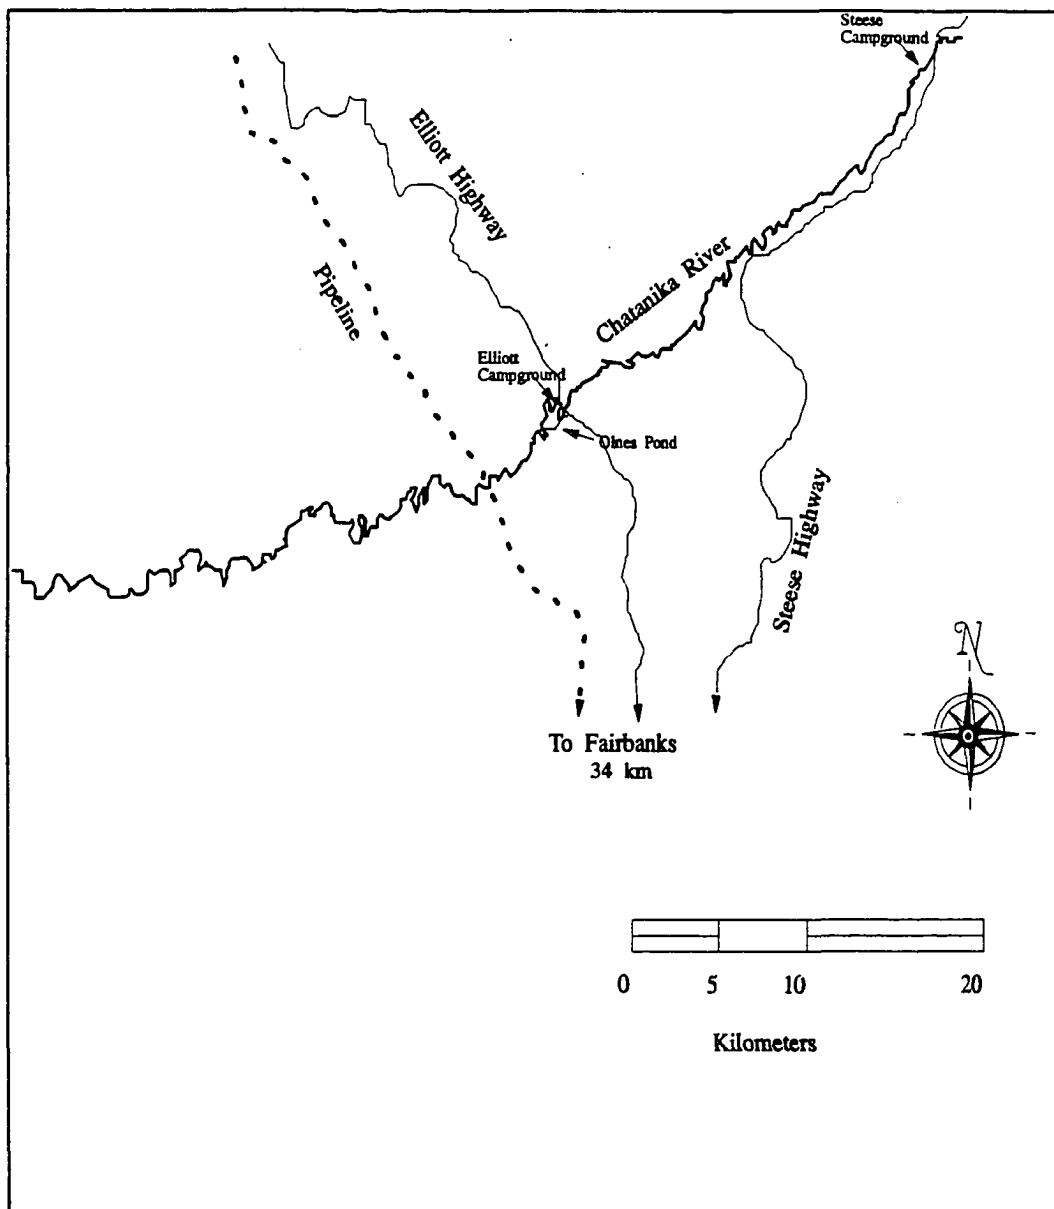 Steese
Campground
Elliott Highway
Chatanika River
Pipeline
Elliott
Campground
Olnes Pond
Steese Highway
N
To Fairbanks
34 km
0 5 10 20
Kilometers